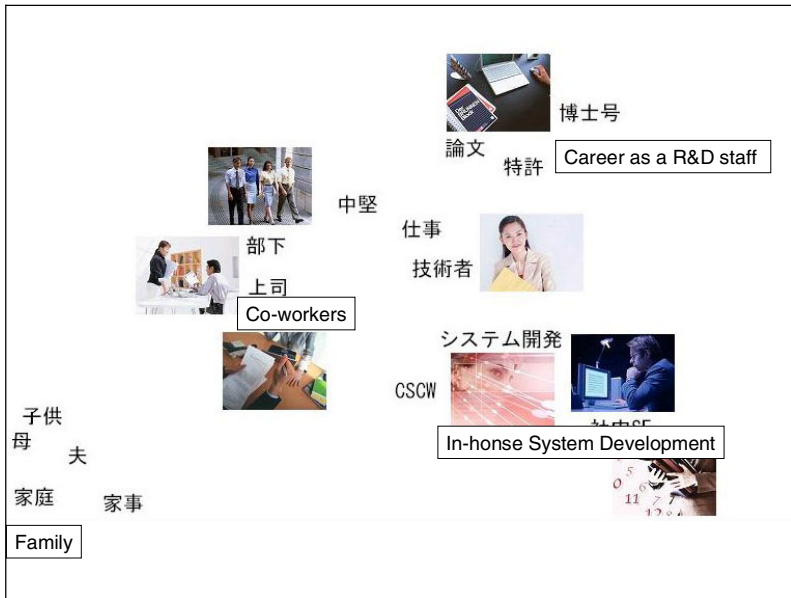 博士号
論文
特許
Career as a R&D staff
中堅
仕事
技術者
部下
上司
Co-workers
システム開発
CSCW
In-honse System Development
子供
母
夫
家庭
家事
Family